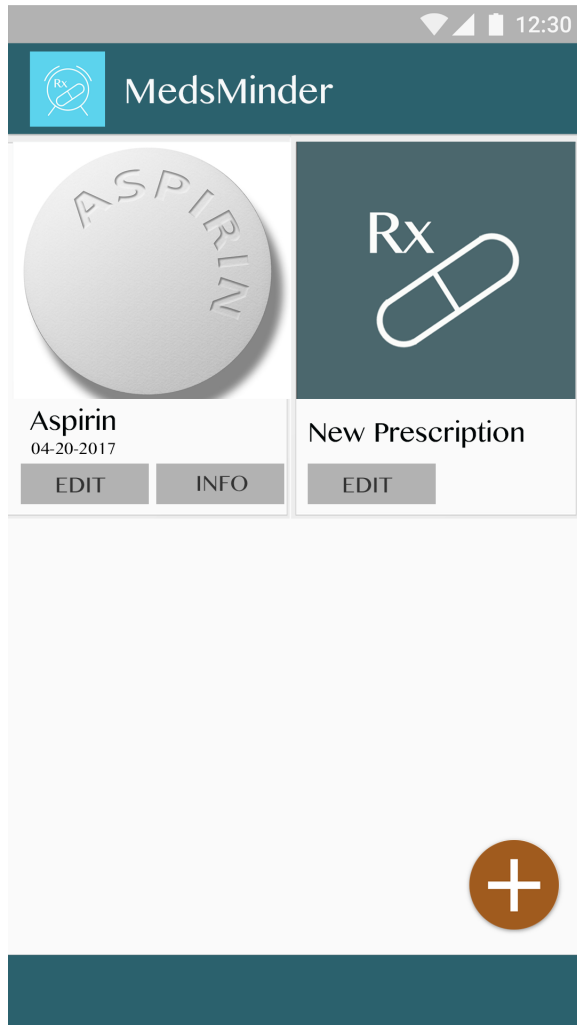 12:30
Rx
MedsMinder
ASPIRIN
Rx
Aspirin
04-20-2017
EDIT
INFO
New Prescription
EDIT